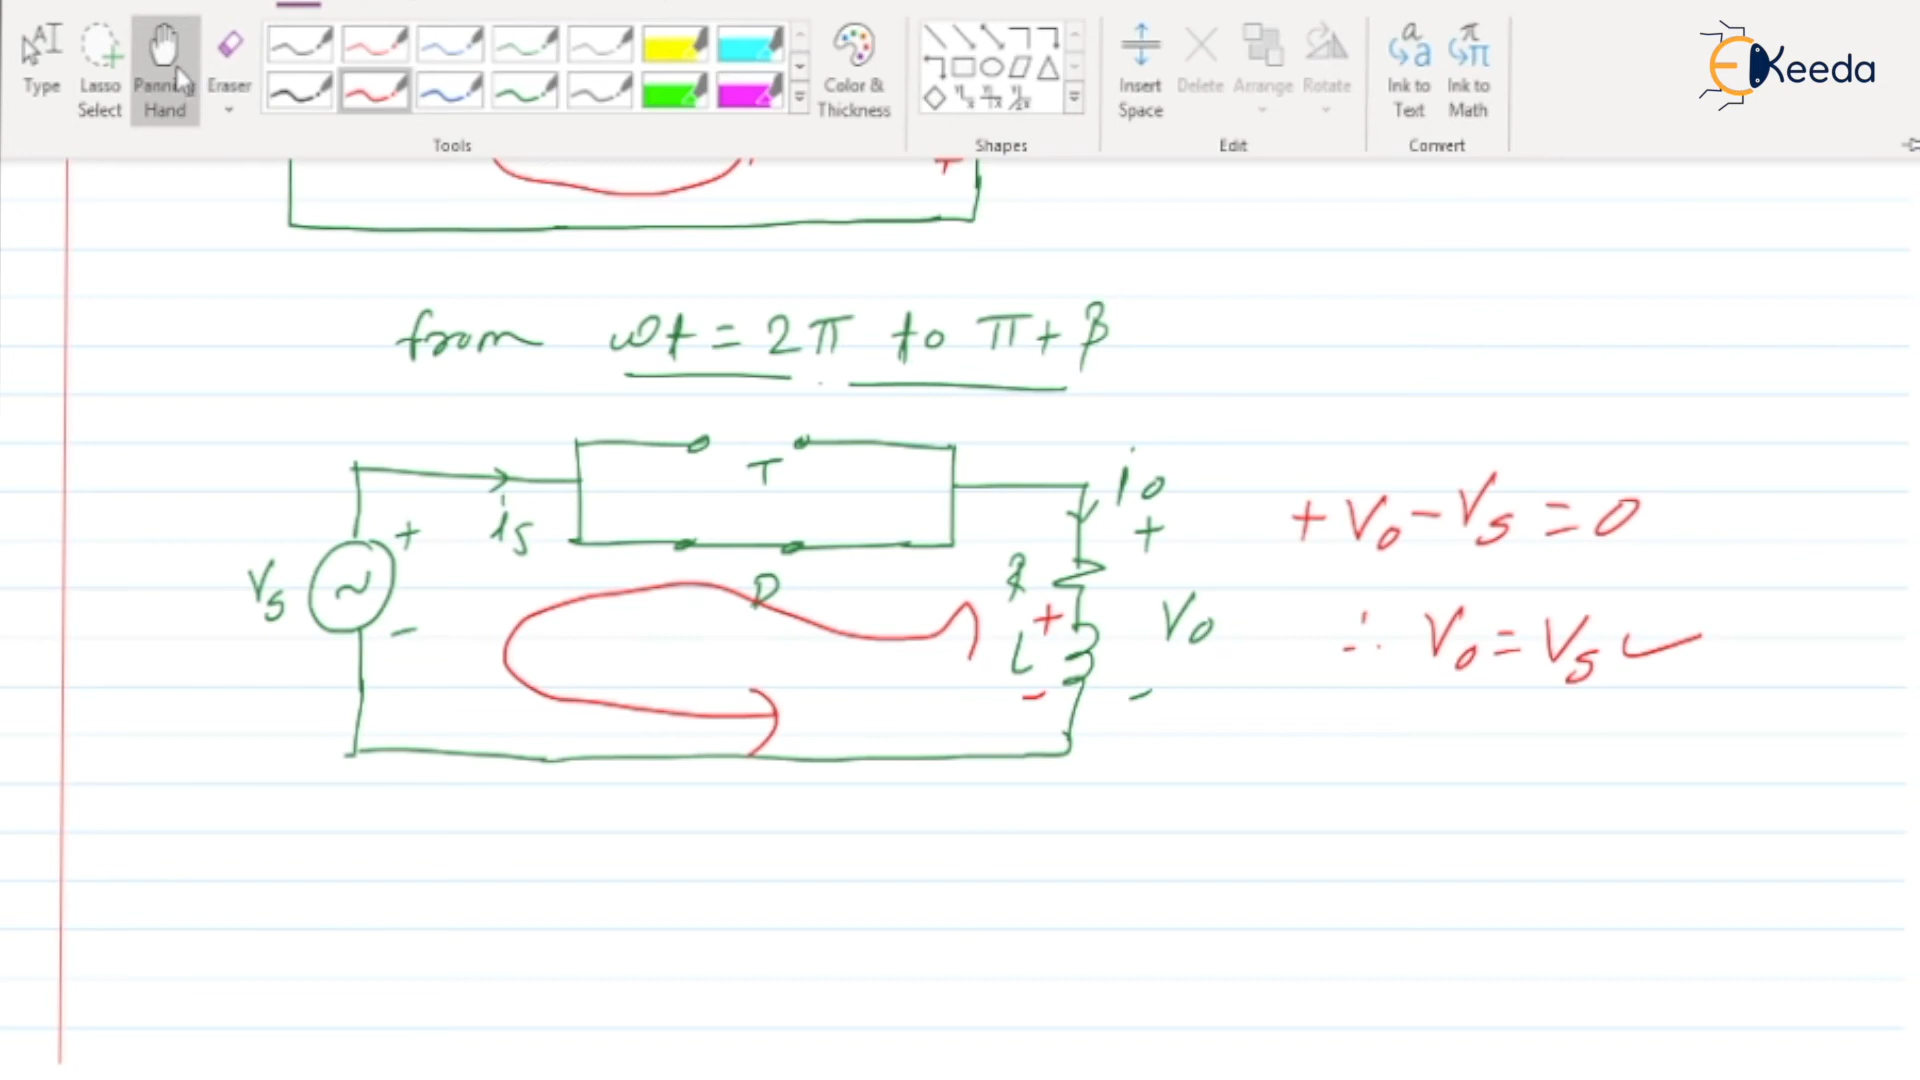 Type
Lasso Select
Panning Hand
Eraser
Color & Thickness
Insert Space
Delete
Arrange
Rotate
Ink to Text
Ink to Math
Tools
Shapes
Edit
Convert
EKeeda
+
from ωt = 2π to π + β
T
is
io
+
Vs
+
-
D
R
+
L
-
Vo
-
+ Vo - Vs = 0
∴ Vo = Vs ✓